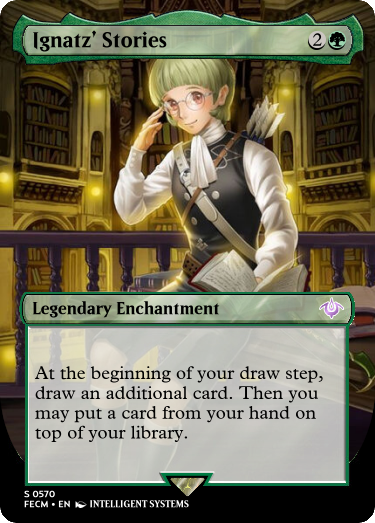 Ignatz' Stories 2
Legendary Enchantment
At the beginning of your draw step,
draw an additional card. Then you
may put a card from your hand on
top of your library.
S 0570
FECM • EN INTELLIGENT SYSTEMS